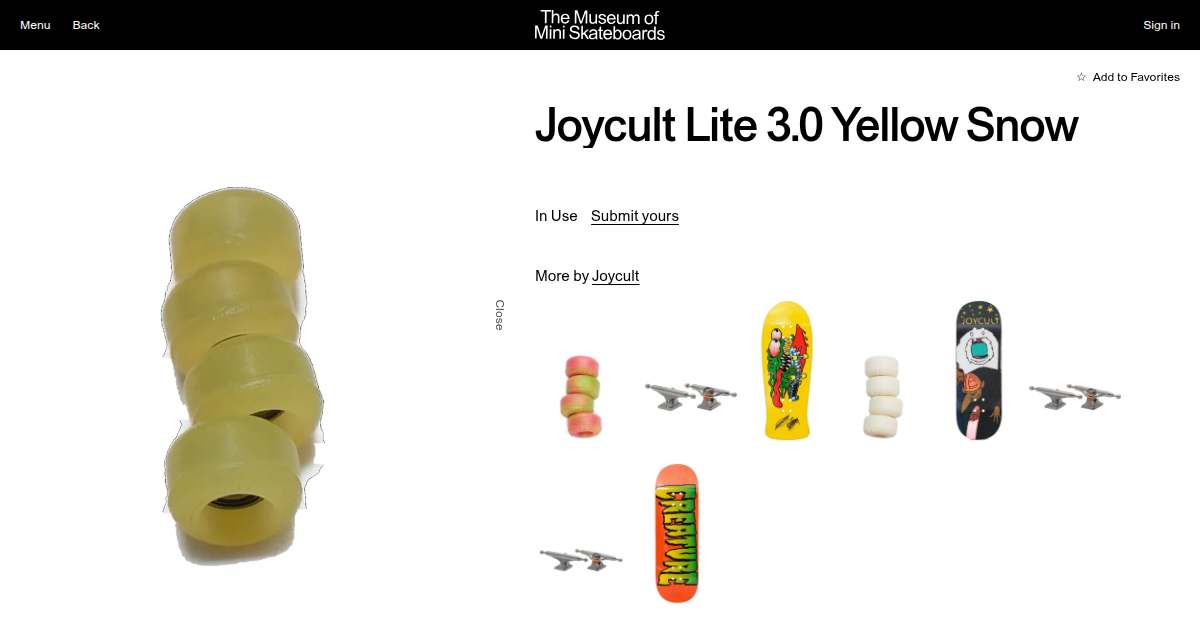 Menu Back
The Museum of
Mini Skateboards
Sign in
☆ Add to Favorites
Joycult Lite 3.0 Yellow Snow
In Use Submit yours
More by Joycult
Close
JOYCULT
CREATURE